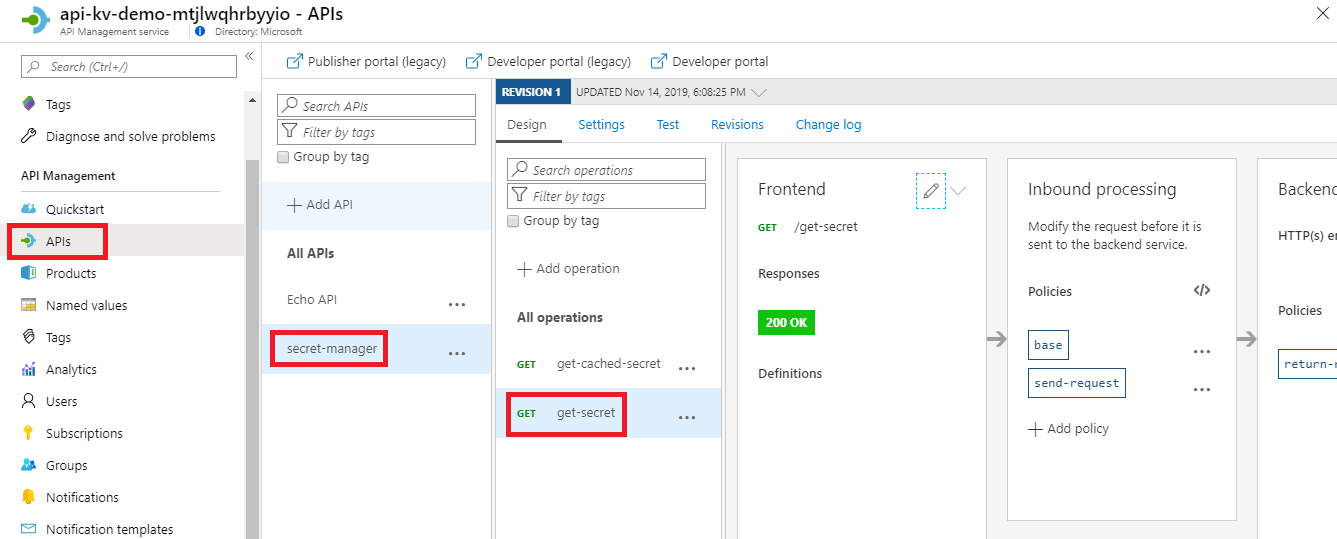 api-kv-demo-mtjlwqhrbyyio - APIs
API Management service
Directory: Microsoft
Search (Ctrl+/)
Tags
Diagnose and solve problems
API Management
Quickstart
APIs
Products
Named values
Tags
Analytics
Users
Subscriptions
Groups
Notifications
Notification templates
Publisher portal (legacy)
Developer portal (legacy)
Developer portal
Search APIs
Filter by tags
Group by tag
Add API
All APIs
Echo API
secret-manager
REVISION 1
UPDATED Nov 14, 2019, 6:08:25 PM
Design
Settings
Test
Revisions
Change log
Search operations
Filter by tags
Group by tag
Add operation
All operations
GET get-cached-secret
GET get-secret
Frontend
GET /get-secret
Responses
200 OK
Definitions
Inbound processing
Modify the request before it is
sent to the backend service.
Policies </>
base
send-request
Add policy
Backend
HTTP(s) e
Policies
return-